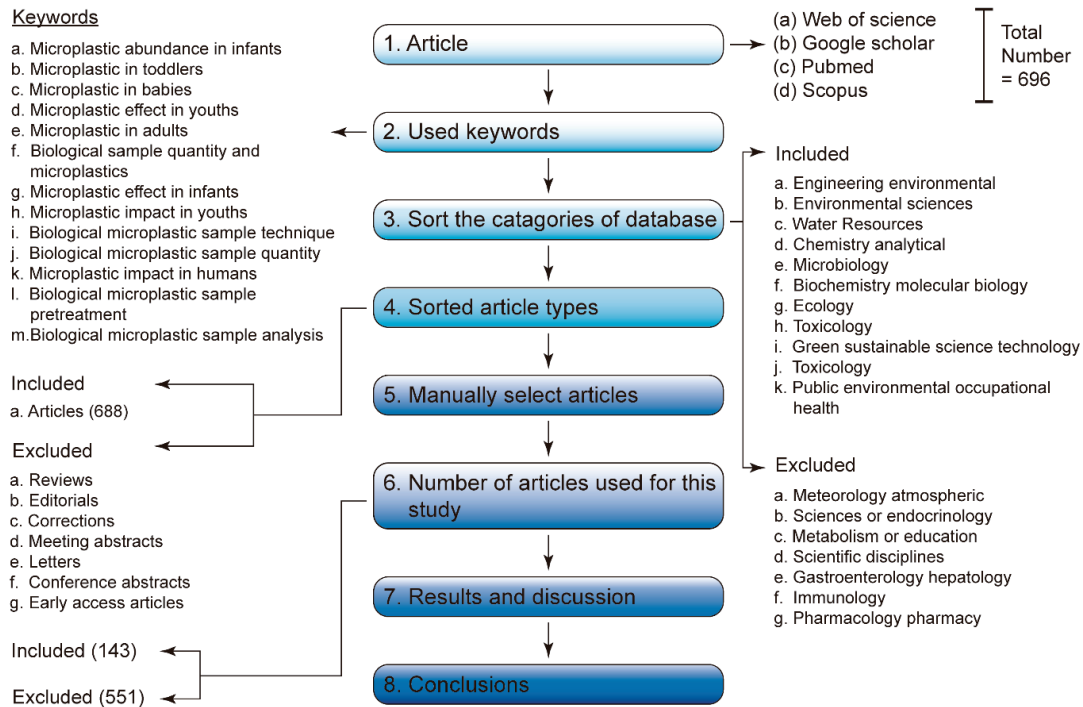 Keywords
a. Microplastic abundance in infants
b. Microplastic in toddlers
c. Microplastic in babies
d. Microplastic effect in youths
e. Microplastic in adults
f. Biological sample quantity and
microplastics
g. Microplastic effect in infants
h. Microplastic impact in youths
i. Biological microplastic sample technique
j. Biological microplastic sample quantity
k. Microplastic impact in humans
l. Biological microplastic sample
pretreatment
m.Biological microplastic sample analysis
Included
a. Articles (688)
Excluded
a. Reviews
b. Editorials
c. Corrections
d. Meeting abstracts
e. Letters
f. Conference abstracts
g. Early access articles
Included (143)
Excluded (551)
1. Article
2. Used keywords
3. Sort the catagories of database
4. Sorted article types
5. Manually select articles
6. Number of articles used for this
study
7. Results and discussion
8. Conclusions
(a) Web of science
(b) Google scholar
(c) Pubmed
(d) Scopus
Total
Number
= 696
Included
a. Engineering environmental
b. Environmental sciences
c. Water Resources
d. Chemistry analytical
e. Microbiology
f. Biochemistry molecular biology
g. Ecology
h. Toxicology
i. Green sustainable science technology
j. Toxicology
k. Public environmental occupational
health
Excluded
a. Meteorology atmospheric
b. Sciences or endocrinology
c. Metabolism or education
d. Scientific disciplines
e. Gastroenterology hepatology
f. Immunology
g. Pharmacology pharmacy